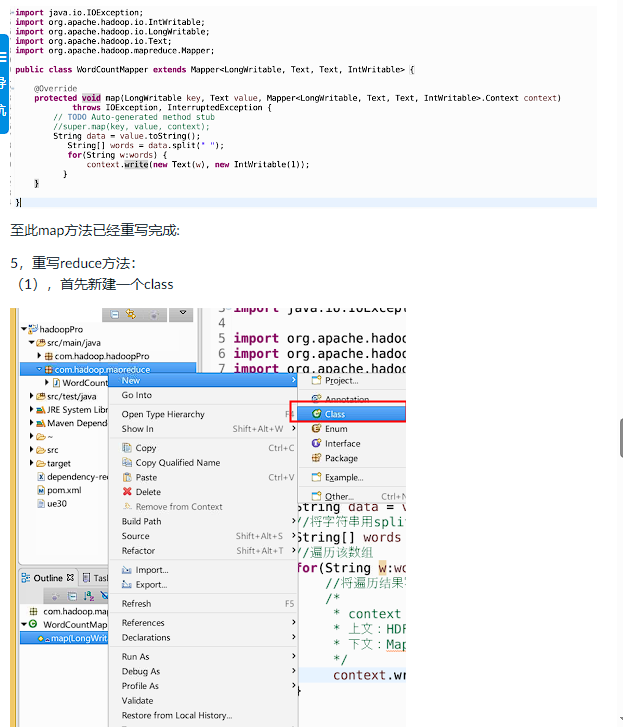 import java.io.IOException;
import org.apache.hadoop.io.IntWritable;
import org.apache.hadoop.io.LongWritable;
import org.apache.hadoop.io.Text;
import org.apache.hadoop.mapreduce.Mapper;
public class WordCountMapper extends Mapper<LongWritable, Text, Text, IntWritable> {
@Override
protected void map(LongWritable key, Text value, Mapper<LongWritable, Text, Text, IntWritable>.Context context)
throws IOException, InterruptedException {
// TODO Auto-generated method stub
//super.map(key, value, context);
String data = value.toString();
String[] words = data.split(" ");
for(String w:words) {
context.write(new Text(w), new IntWritable(1));
}
}
}
导
航
至此map方法已经重写完成:
5，重写reduce方法：
（1），首先新建一个class
hadoopPro
src/main/java
com.hadoop.hadoopPro
com.hadoop.mapreduce
WordCount
src/test/java
JRE System Libr
Maven Depend
~
src
target
dependency-re
pom.xml
ue30
Outline
Tas
com.hadoop.map
WordCountMap
map(LongWrit
New
Go Into
Open Type Hierarchy F4
Show In Shift+Alt+W
Copy Ctrl+C
Copy Qualified Name
Paste Ctrl+V
Delete
Remove from Context
Build Path
Source Shift+Alt+S
Refactor Shift+Alt+T
Import...
Export...
Refresh F5
References
Declarations
Run As
Debug As
Profile As
Validate
Restore from Local History...
Project...
Annotation
Class
Enum
Interface
Package
Example...
Other... Ctrl+N
3 import java.io.IOExcept
4
5 import org.apache.hadoo
6 import org.apache.hadoo
7 import org.apache.hadoo
String data = v
//将字符串用spli
String[] words
//遍历该数组
for(String w:wo
//将遍历结果
/*
* context
* 上文：HDF
* 下文：Map
*/
context.wr
}